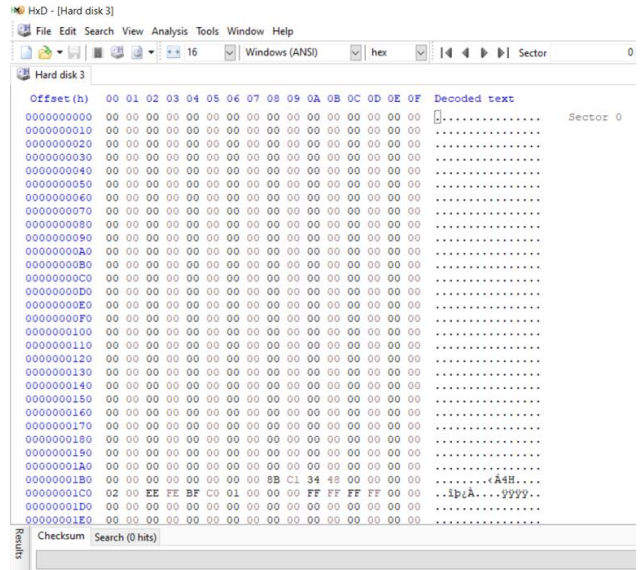 HxD - [Hard disk 3]
File Edit Search View Analysis Tools Window Help
16 Windows (ANSI) hex Sector 0
Hard disk 3
Offset(h) 00 01 02 03 04 05 06 07 08 09 0A 0B 0C 0D 0E 0F Decoded text
0000000000 00 00 00 00 00 00 00 00 00 00 00 00 00 00 00 00 ................ Sector 0
0000000010 00 00 00 00 00 00 00 00 00 00 00 00 00 00 00 00 ................
0000000020 00 00 00 00 00 00 00 00 00 00 00 00 00 00 00 00 ................
0000000030 00 00 00 00 00 00 00 00 00 00 00 00 00 00 00 00 ................
0000000040 00 00 00 00 00 00 00 00 00 00 00 00 00 00 00 00 ................
0000000050 00 00 00 00 00 00 00 00 00 00 00 00 00 00 00 00 ................
0000000060 00 00 00 00 00 00 00 00 00 00 00 00 00 00 00 00 ................
0000000070 00 00 00 00 00 00 00 00 00 00 00 00 00 00 00 00 ................
0000000080 00 00 00 00 00 00 00 00 00 00 00 00 00 00 00 00 ................
0000000090 00 00 00 00 00 00 00 00 00 00 00 00 00 00 00 00 ................
00000000A0 00 00 00 00 00 00 00 00 00 00 00 00 00 00 00 00 ................
00000000B0 00 00 00 00 00 00 00 00 00 00 00 00 00 00 00 00 ................
00000000C0 00 00 00 00 00 00 00 00 00 00 00 00 00 00 00 00 ................
00000000D0 00 00 00 00 00 00 00 00 00 00 00 00 00 00 00 00 ................
00000000E0 00 00 00 00 00 00 00 00 00 00 00 00 00 00 00 00 ................
00000000F0 00 00 00 00 00 00 00 00 00 00 00 00 00 00 00 00 ................
0000000100 00 00 00 00 00 00 00 00 00 00 00 00 00 00 00 00 ................
0000000110 00 00 00 00 00 00 00 00 00 00 00 00 00 00 00 00 ................
0000000120 00 00 00 00 00 00 00 00 00 00 00 00 00 00 00 00 ................
0000000130 00 00 00 00 00 00 00 00 00 00 00 00 00 00 00 00 ................
0000000140 00 00 00 00 00 00 00 00 00 00 00 00 00 00 00 00 ................
0000000150 00 00 00 00 00 00 00 00 00 00 00 00 00 00 00 00 ................
0000000160 00 00 00 00 00 00 00 00 00 00 00 00 00 00 00 00 ................
0000000170 00 00 00 00 00 00 00 00 00 00 00 00 00 00 00 00 ................
0000000180 00 00 00 00 00 00 00 00 00 00 00 00 00 00 00 00 ................
0000000190 00 00 00 00 00 00 00 00 00 00 00 00 00 00 00 00 ................
00000001A0 00 00 00 00 00 00 00 00 00 00 00 00 00 00 00 00 ................
00000001B0 00 00 00 00 00 00 00 00 8B C1 34 48 00 00 00 00 ........‹Á4H....
00000001C0 02 00 EE FE BF C0 01 00 00 00 FF FF FF FF 00 00 ..îþ¿À....ÿÿÿÿ..
00000001D0 00 00 00 00 00 00 00 00 00 00 00 00 00 00 00 00 ................
00000001E0 00 00 00 00 00 00 00 00 00 00 00 00 00 00 00 00 ................
Results
Checksum Search (0 hits)